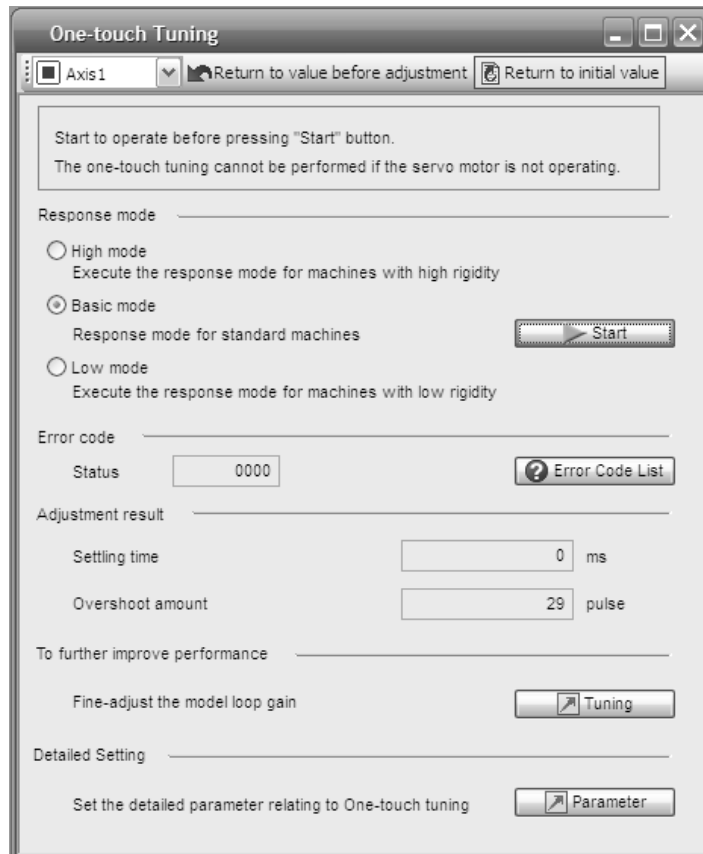 One-touch Tuning
Axis1 Return to value before adjustment Return to initial value
Start to operate before pressing "Start" button.
The one-touch tuning cannot be performed if the servo motor is not operating.
Response mode
High mode
Execute the response mode for machines with high rigidity
Basic mode
Response mode for standard machines
Start
Low mode
Execute the response mode for machines with low rigidity
Error code
Status 0000 Error Code List
Adjustment result
Settling time 0 ms
Overshoot amount 29 pulse
To further improve performance
Fine-adjust the model loop gain Tuning
Detailed Setting
Set the detailed parameter relating to One-touch tuning Parameter